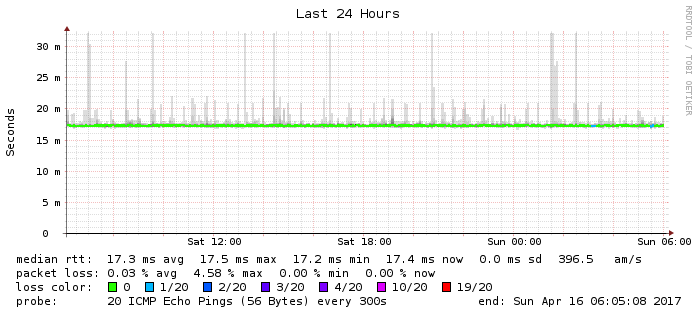 Last 24 Hours
RRDTOOL / TOBI OETIKER
Seconds
30 m
25 m
20 m
15 m
10 m
5 m
0
Sat 12:00 Sat 18:00 Sun 00:00 Sun 06:00
median rtt: 17.3 ms avg 17.5 ms max 17.2 ms min 17.4 ms now 0.0 ms sd 396.5 am/s
packet loss: 0.03 % avg 4.58 % max 0.00 % min 0.00 % now
loss color: 0 1/20 2/20 3/20 4/20 10/20 19/20
probe: 20 ICMP Echo Pings (56 Bytes) every 300s end: Sun Apr 16 06:05:08 2017